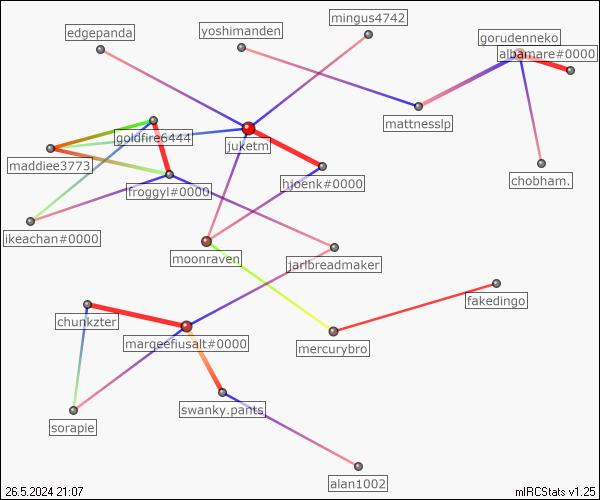 mingus4742
edgepanda
yoshimanden
gorudenneko
albamare#0000
mattnesslp
goldfire6444
juketm
maddiee3773
hjoenk#0000
chobham.
froggyl#0000
ikeachan#0000
moonraven
jarlbreadmaker
fakedingo
chunkzter
marqeefiusalt#0000
mercurybro
swanky.pants
sorapie
alan1002
26.5.2024 21:07
mIRCStats v1.25